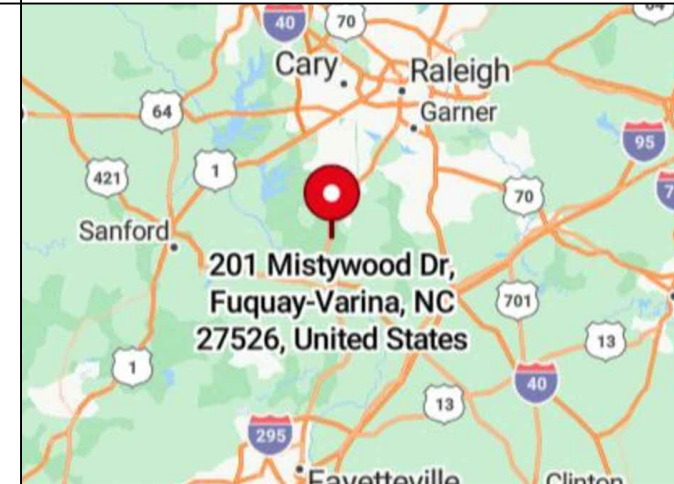 40
70
Cary
Raleigh
Garner
64
95
421
1
70
Sanford
201 Mistywood Dr,
Fuquay-Varina, NC
27526, United States
701
13
1
40
13
295
Fayetteville
Clinton